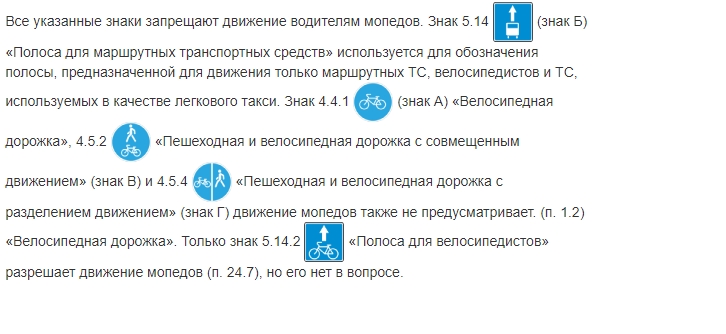 Все указанные знаки запрещают движение водителям мопедов. Знак 5.14 (знак Б)
«Полоса для маршрутных транспортных средств» используется для обозначения
полосы, предназначенной для движения только маршрутных ТС, велосипедистов и ТС,
используемых в качестве легкового такси. Знак 4.4.1 (знак А) «Велосипедная
дорожка», 4.5.2 «Пешеходная и велосипедная дорожка с совмещенным
движением» (знак В) и 4.5.4 «Пешеходная и велосипедная дорожка с
разделением движением» (знак Г) движение мопедов также не предусматривает. (п. 1.2)
«Велосипедная дорожка». Только знак 5.14.2 «Полоса для велосипедистов»
разрешает движение мопедов (п. 24.7), но его нет в вопросе.